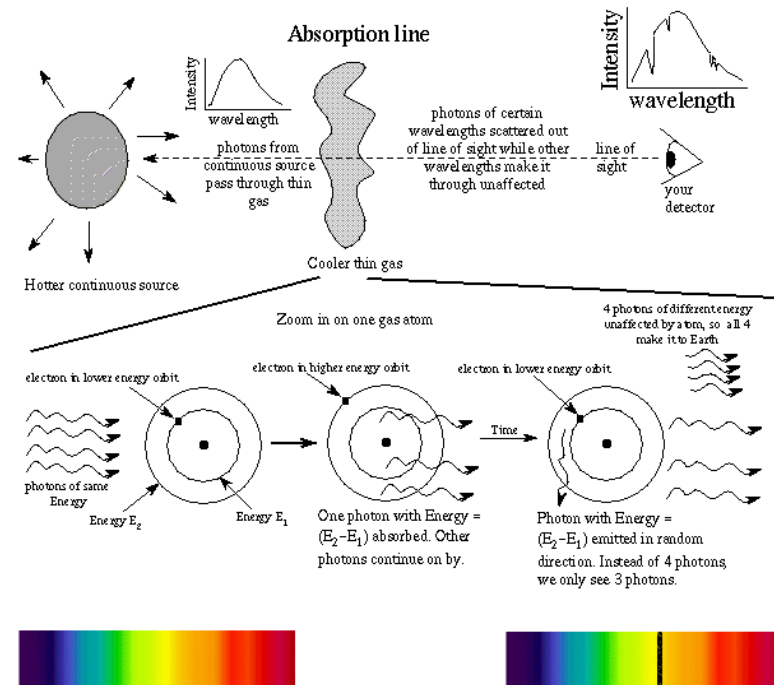 Absorption line
Intensity
wavelength
Intensity
wavelength
photons from
continuous source
pass through thin
gas
photons of certain
wavelengths scattered out
of line of sight while other
wavelengths make it
through unaffected
line of
sight
your
detector
Hotter continuous source
Cooler thin gas
Zoom in on one gas atom
4 photons of different energy
unaffected by atom, so all 4
make it to Earth
electron in lower energy orbit
electron in higher energy orbit
electron in lower energy orbit
Time
photons of same
Energy
Energy E₂
Energy E₁
One photon with Energy =
(E₂-E₁) absorbed. Other
photons continue on by.
Photon with Energy =
(E₂-E₁) emitted in random
direction. Instead of 4 photons,
we only see 3 photons.